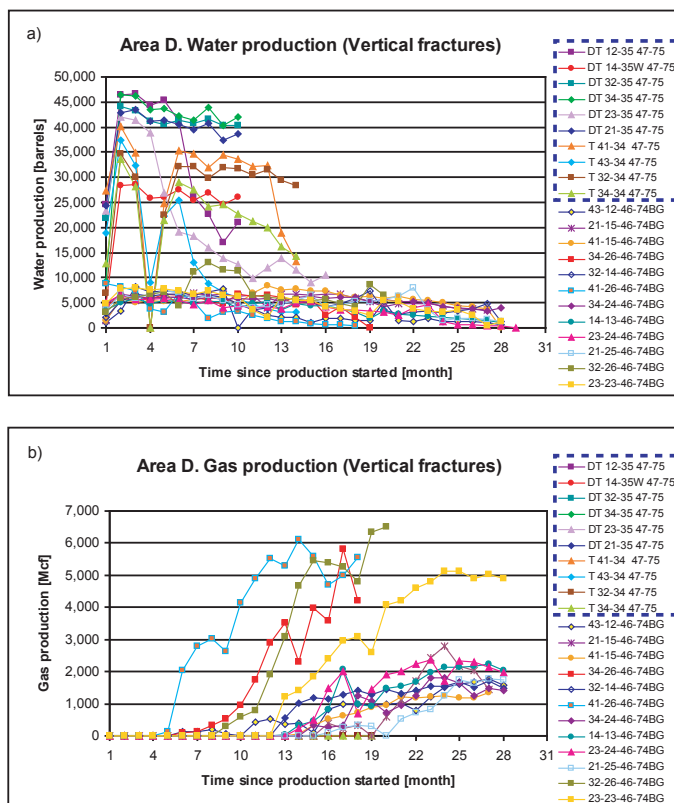 a)
Area D. Water production (Vertical fractures)
Water production [barrels]
50,000
45,000
40,000
35,000
30,000
25,000
20,000
15,000
10,000
5,000
0
1 4 7 10 13 16 19 22 25 28 31
Time since production started [month]
DT 12-35 47-75
DT 14-35W 47-75
DT 32-35 47-75
DT 34-35 47-75
DT 23-35 47-75
DT 21-35 47-75
T 41-34 47-75
T 43-34 47-75
T 32-34 47-75
T 34-34 47-75
43-12-46-74BG
21-15-46-74BG
41-15-46-74BG
34-26-46-74BG
32-14-46-74BG
41-26-46-74BG
34-24-46-74BG
14-13-46-74BG
23-24-46-74BG
21-25-46-74BG
32-26-46-74BG
23-23-46-74BG
b)
Area D. Gas production (Vertical fractures)
Gas production [Mcf]
7,000
6,000
5,000
4,000
3,000
2,000
1,000
0
1 4 7 10 13 16 19 22 25 28 31
Time since production started [month]
DT 12-35 47-75
DT 14-35W 47-75
DT 32-35 47-75
DT 34-35 47-75
DT 23-35 47-75
DT 21-35 47-75
T 41-34 47-75
T 43-34 47-75
T 32-34 47-75
T 34-34 47-75
43-12-46-74BG
21-15-46-74BG
41-15-46-74BG
34-26-46-74BG
32-14-46-74BG
41-26-46-74BG
34-24-46-74BG
14-13-46-74BG
23-24-46-74BG
21-25-46-74BG
32-26-46-74BG
23-23-46-74BG